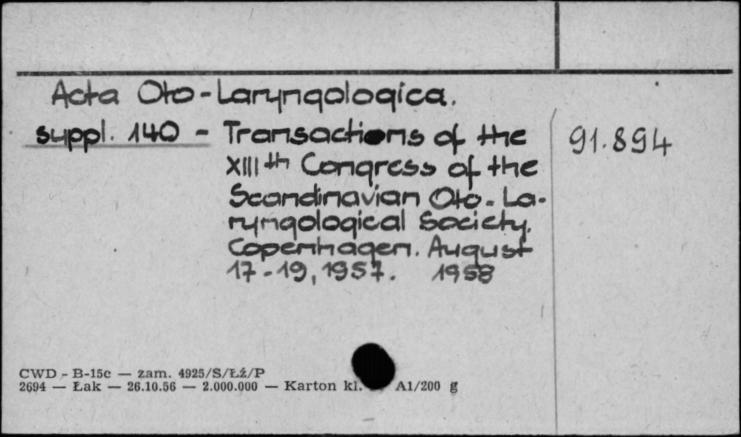 Acta Oto-Laryngologica.
suppl. 140 - Transactions of the 91.894
XIIIth Congress of the
Scandinavian Oto-La-
ryngological Society.
Copenhagen. August
17-19, 1957. 1958
CWD - B-15c — zam. 4925/S/Łź/P
2694 — Łak — 26.10.56 — 2.000.000 — Karton kl. A1/200 g